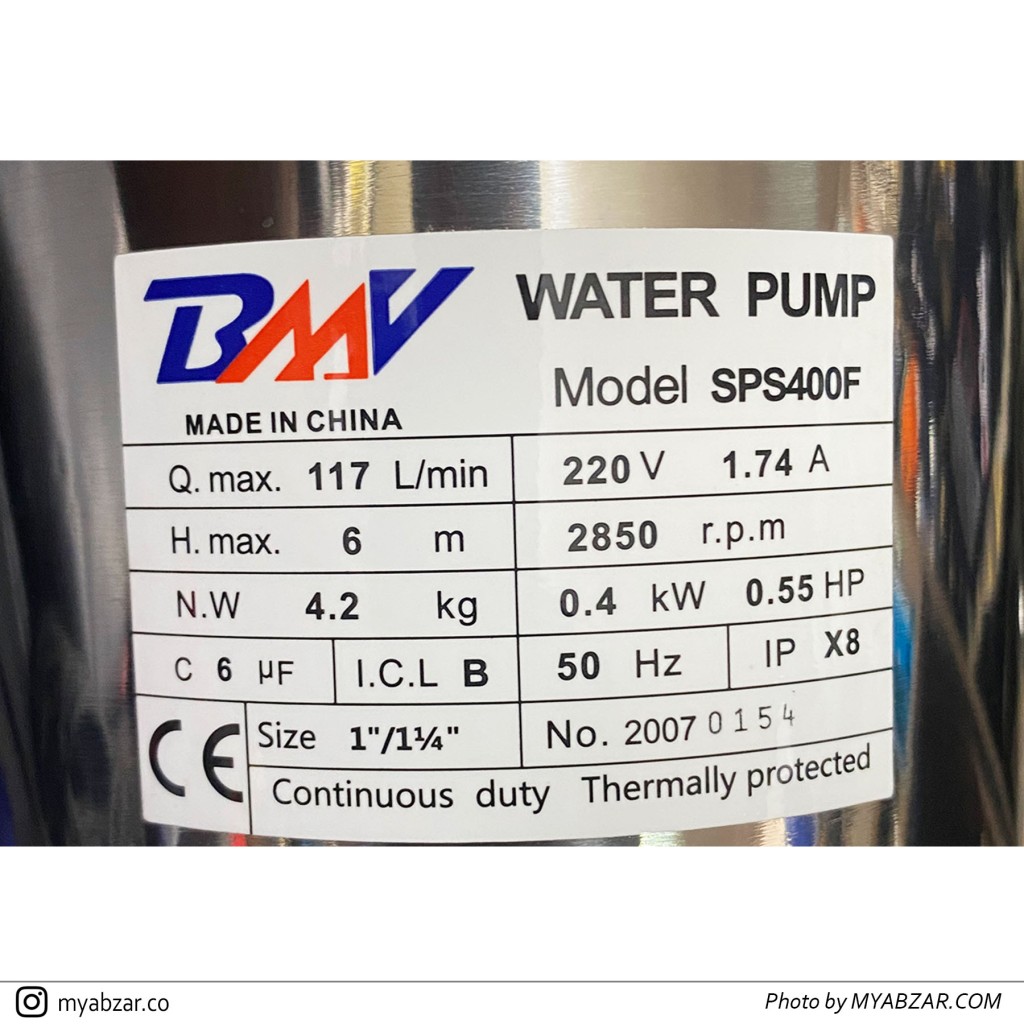 BMV
WATER PUMP
Model SPS400F
MADE IN CHINA
Q. max. 117 L/min
220 V 1.74 A
H. max. 6 m
2850 r.p.m
N.W 4.2 kg
0.4 kW 0.55 HP
C 6 µF
I.C.L B
50 Hz
IP X8
CE
Size 1"/1¼"
No. 2007 0154
Continuous duty Thermally protected
myabzar.co
Photo by MYABZAR.COM